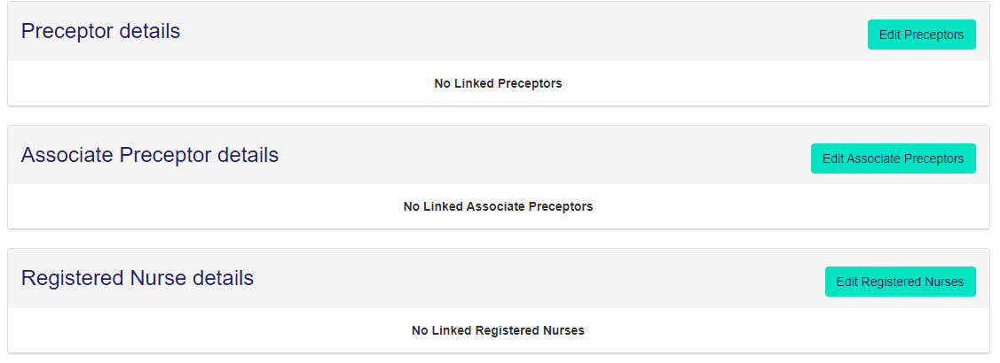 Preceptor details
Edit Preceptors
No Linked Preceptors
Associate Preceptor details
Edit Associate Preceptors
No Linked Associate Preceptors
Registered Nurse details
Edit Registered Nurses
No Linked Registered Nurses